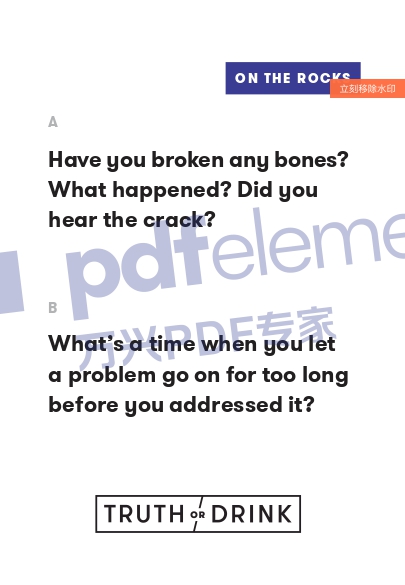 ON THE ROCKS
立刻移除水印
A
Have you broken any bones?
What happened? Did you
hear the crack?
pdfeleme
万兴PDF专家
B
What's a time when you let
a problem go on for too long
before you addressed it?
TRUTH OR DRINK